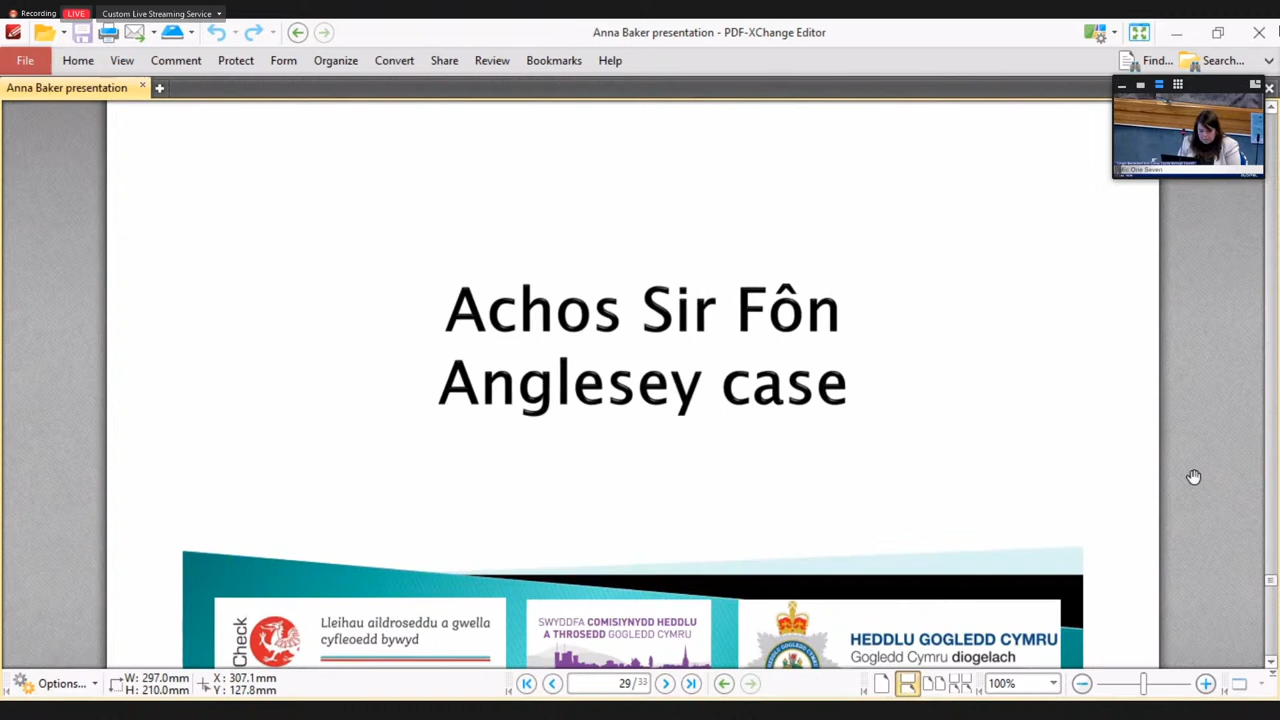 Recording
LIVE
Custom Live Streaming Service
Anna Baker presentation - PDF-XChange Editor
File Home View Comment Protect Form Organize Convert Share Review Bookmarks Help
Find... Search...
Anna Baker presentation
One Seven
Achos Sir Fôn
Anglesey case
Check
Lleihau aildroseddu a gwella
cyfleoedd bywyd
SWYDDFA COMISIYNYDD HEDDLU
A THROSEDD GOGLEDD CYMRU
HEDDLU GOGLEDD CYMRU
Gogledd Cymru diogelach
Options...
W: 297.0mm
H: 210.0mm
X: 307.1mm
Y: 127.8mm
29 / 33
100%